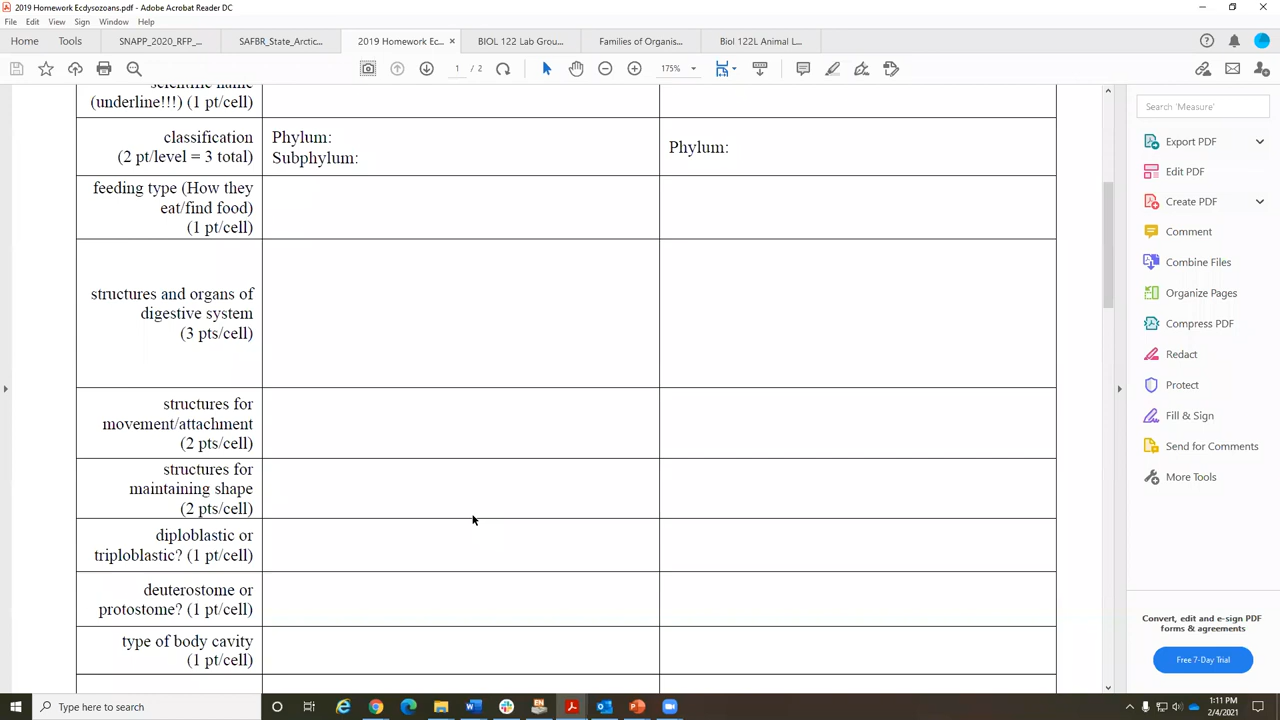 2019 Homework Ecdysozoans.pdf - Adobe Acrobat Reader DC
File Edit View Sign Window Help
Home Tools SNAPP_2020_RFP_... SAFBR_State_Arctic... 2019 Homework Ec... × BIOL 122 Lab Grou... Families of Organis... Biol 122L Animal L...
1 / 2 175%
scientific name
(underline!!!) (1 pt/cell)
classification
(2 pt/level = 3 total)
Phylum:
Subphylum:
Phylum:
feeding type (How they
eat/find food)
(1 pt/cell)
structures and organs of
digestive system
(3 pts/cell)
structures for
movement/attachment
(2 pts/cell)
structures for
maintaining shape
(2 pts/cell)
diploblastic or
triploblastic? (1 pt/cell)
deuterostome or
protostome? (1 pt/cell)
type of body cavity
(1 pt/cell)
Search 'Measure'
Export PDF
Edit PDF
Create PDF
Comment
Combine Files
Organize Pages
Compress PDF
Redact
Protect
Fill & Sign
Send for Comments
More Tools
Convert, edit and e-sign PDF
forms & agreements
Free 7-Day Trial
Type here to search
1:11 PM
2/4/2021